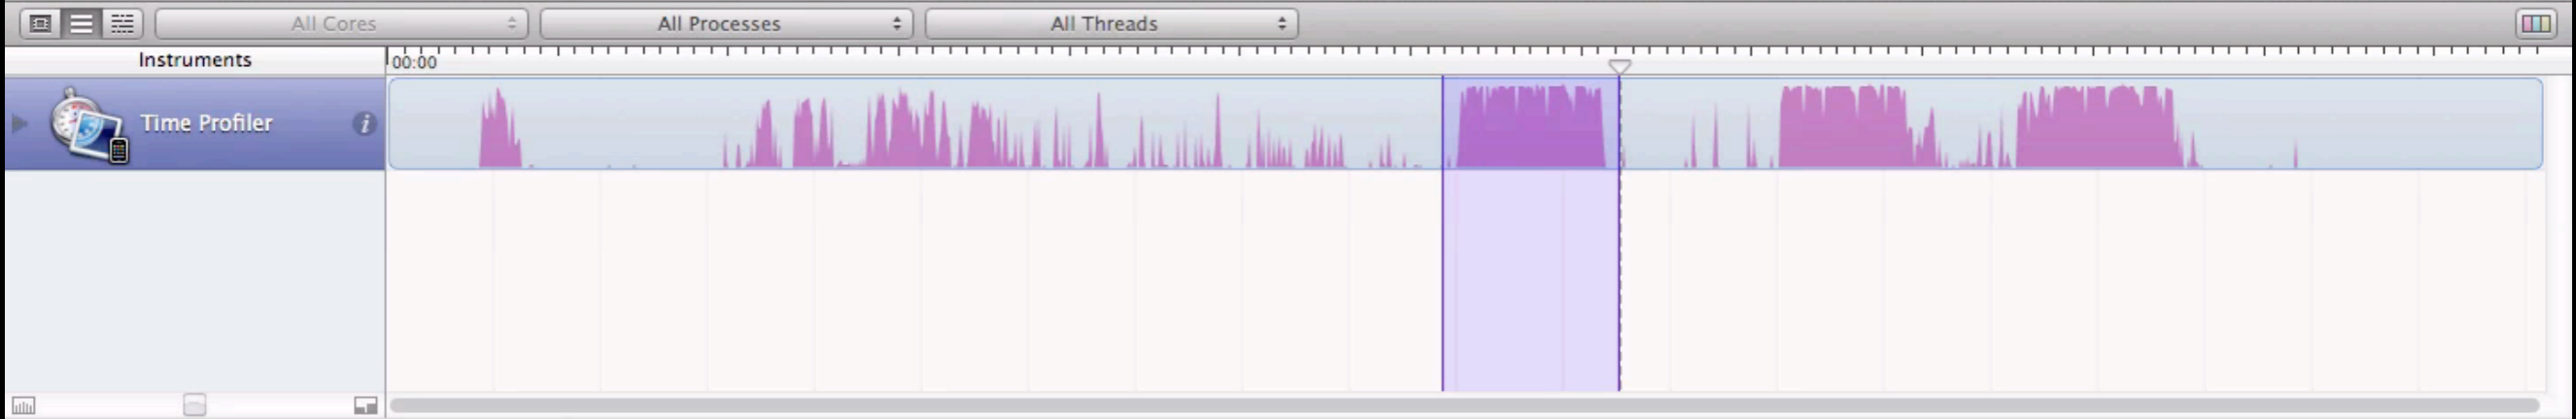 All Cores
All Processes
All Threads
Instruments
00:00
Time Profiler